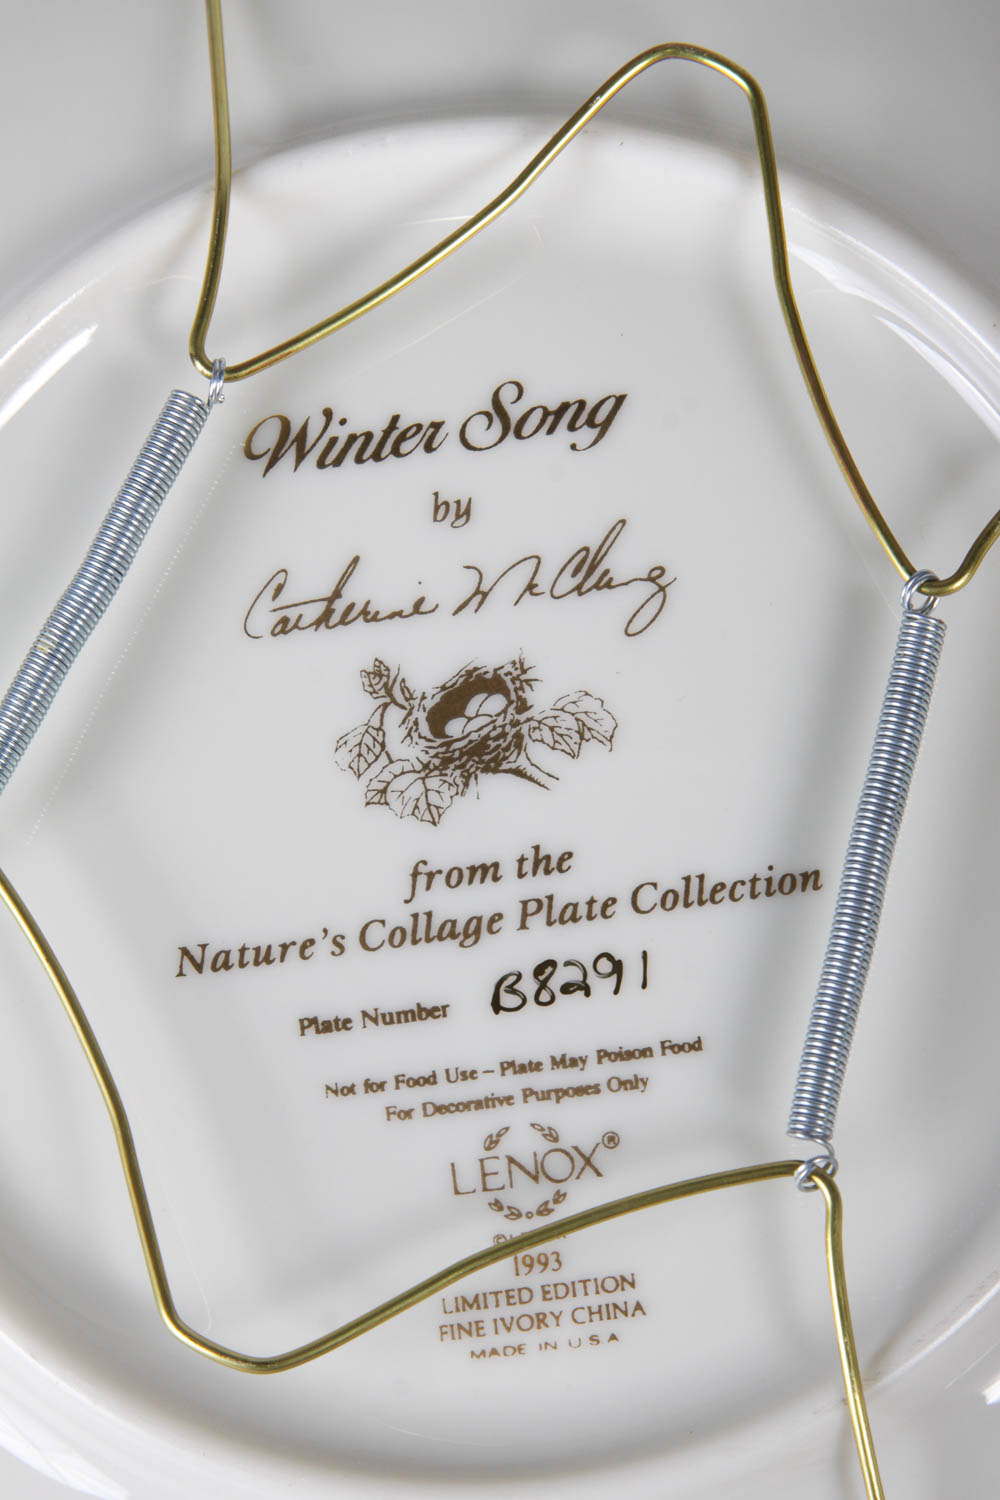 Winter Song
by
Catherine McClung
from the
Nature's Collage Plate Collection
Plate Number B8291
Not for Food Use – Plate May Poison Food
For Decorative Purposes Only
LENOX®
©
1993
LIMITED EDITION
FINE IVORY CHINA
MADE IN USA